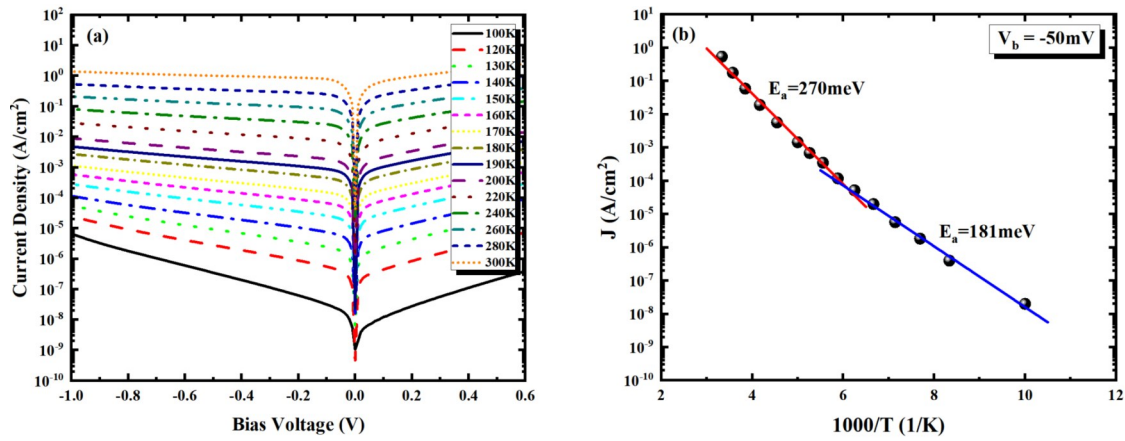 (a)
Current Density (A/cm²)
10⁴
10³
10²
10¹
10⁰
10⁻¹
10⁻²
10⁻³
10⁻⁴
10⁻⁵
10⁻⁶
10⁻⁷
10⁻⁸
10⁻⁹
10⁻¹⁰
-1.0 -0.8 -0.6 -0.4 -0.2 0.0 0.2 0.4 0.6
Bias Voltage (V)
100K
120K
130K
140K
150K
160K
170K
180K
190K
200K
220K
240K
260K
280K
300K
(b)
V_b = -50mV
J (A/cm²)
10¹
10⁰
10⁻¹
10⁻²
10⁻³
10⁻⁴
10⁻⁵
10⁻⁶
10⁻⁷
10⁻⁸
10⁻⁹
10⁻¹⁰
E_a=270meV
E_a=181meV
2 4 6 8 10 12
1000/T (1/K)